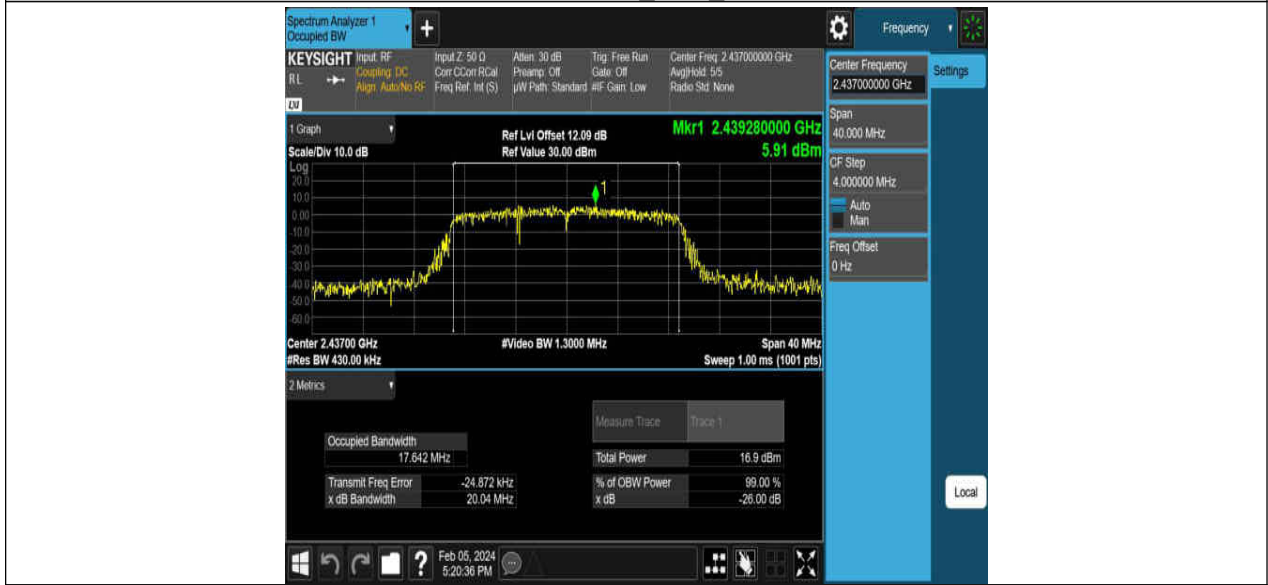 Spectrum Analyzer 1
Occupied BW
+
Frequency
KEYSIGHT
RL
LXI
Input: RF
Coupling: DC
Align: Auto/No RF
Input Z: 50 Ω
Corr CCorr RCal
Freq Ref: Int (S)
Atten: 30 dB
Preamp: Off
µW Path: Standard
Trig: Free Run
Gate: Off
#IF Gain: Low
Center Freq: 2.437000000 GHz
Avg|Hold: 5/5
Radio Std: None
Center Frequency
2.437000000 GHz
Settings
Span
40.000 MHz
CF Step
4.000000 MHz
Auto
Man
Freq Offset
0 Hz
Local
1 Graph
Scale/Div 10.0 dB
Ref Lvl Offset 12.09 dB
Ref Value 30.00 dBm
Mkr1 2.439280000 GHz
5.91 dBm
Log
20.0
10.0
0.00
-10.0
-20.0
-30.0
-40.0
-50.0
-60.0
1
Center 2.43700 GHz
#Res BW 430.00 kHz
#Video BW 1.3000 MHz
Span 40 MHz
Sweep 1.00 ms (1001 pts)
2 Metrics
Measure Trace
Trace 1
Occupied Bandwidth
17.642 MHz
Total Power
16.9 dBm
Transmit Freq Error
-24.872 kHz
% of OBW Power
99.00 %
x dB Bandwidth
20.04 MHz
x dB
-26.00 dB
?
Feb 05, 2024
5:20:36 PM